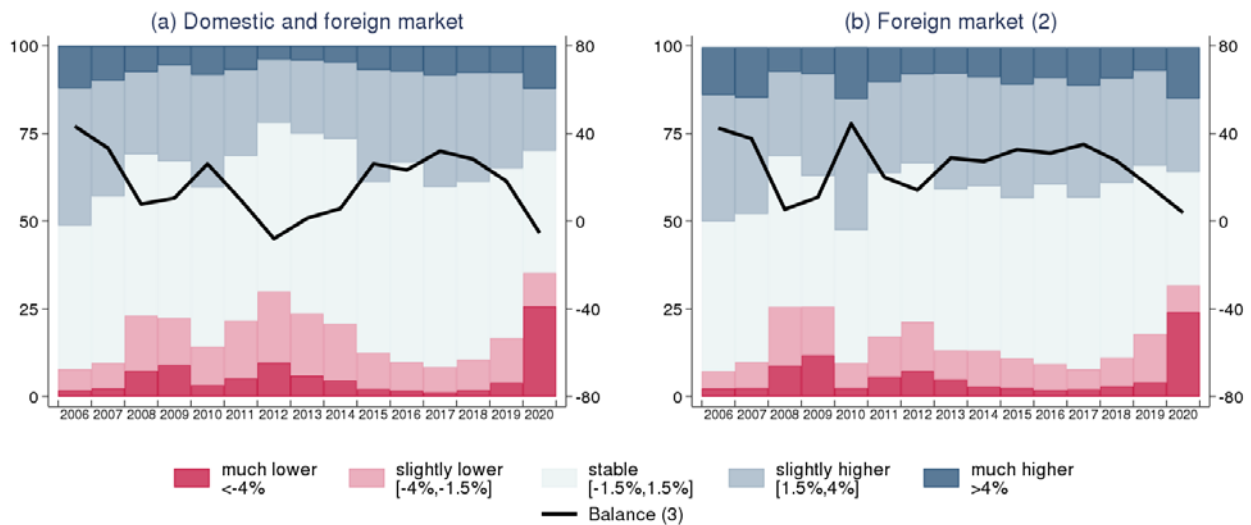 (a) Domestic and foreign market
100
75
50
25
0
80
40
0
-40
-80
2006 2007 2008 2009 2010 2011 2012 2013 2014 2015 2016 2017 2018 2019 2020
(b) Foreign market (2)
100
75
50
25
0
80
40
0
-40
-80
2006 2007 2008 2009 2010 2011 2012 2013 2014 2015 2016 2017 2018 2019 2020
much lower
<-4%
slightly lower
[-4%,-1.5%]
stable
[-1.5%,1.5%]
slightly higher
[1.5%,4%]
much higher
>4%
Balance (3)